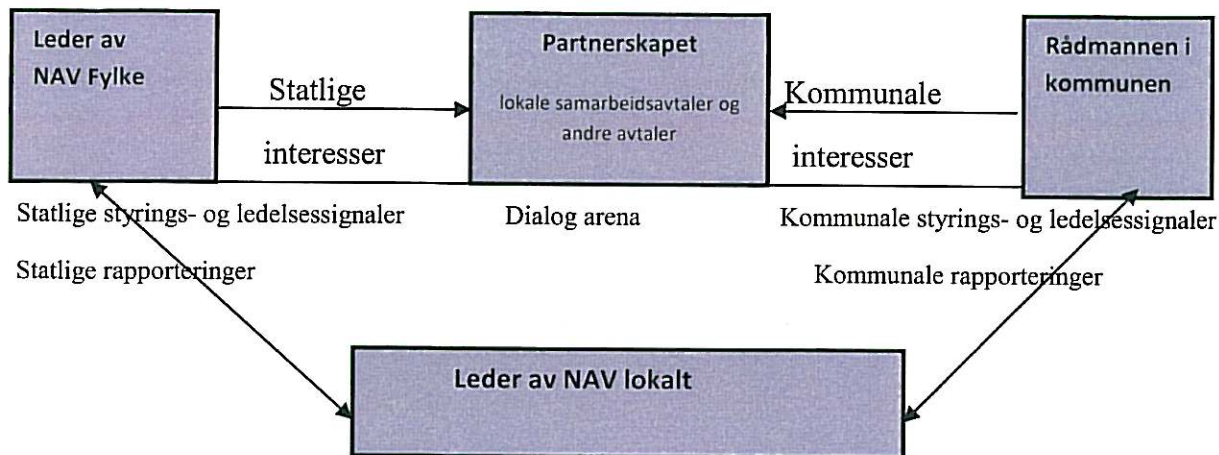 Leder av
NAV Fylke
Statlige
interesser
Partnerskapet
lokale samarbeidsavtaler og
andre avtaler
Kommunale
interesser
Rådmannen i
kommunen
Statlige styrings- og ledelsessignaler
Dialog arena
Kommunale styrings- og ledelsessignaler
Statlige rapporteringer
Kommunale rapporteringer
Leder av NAV lokalt